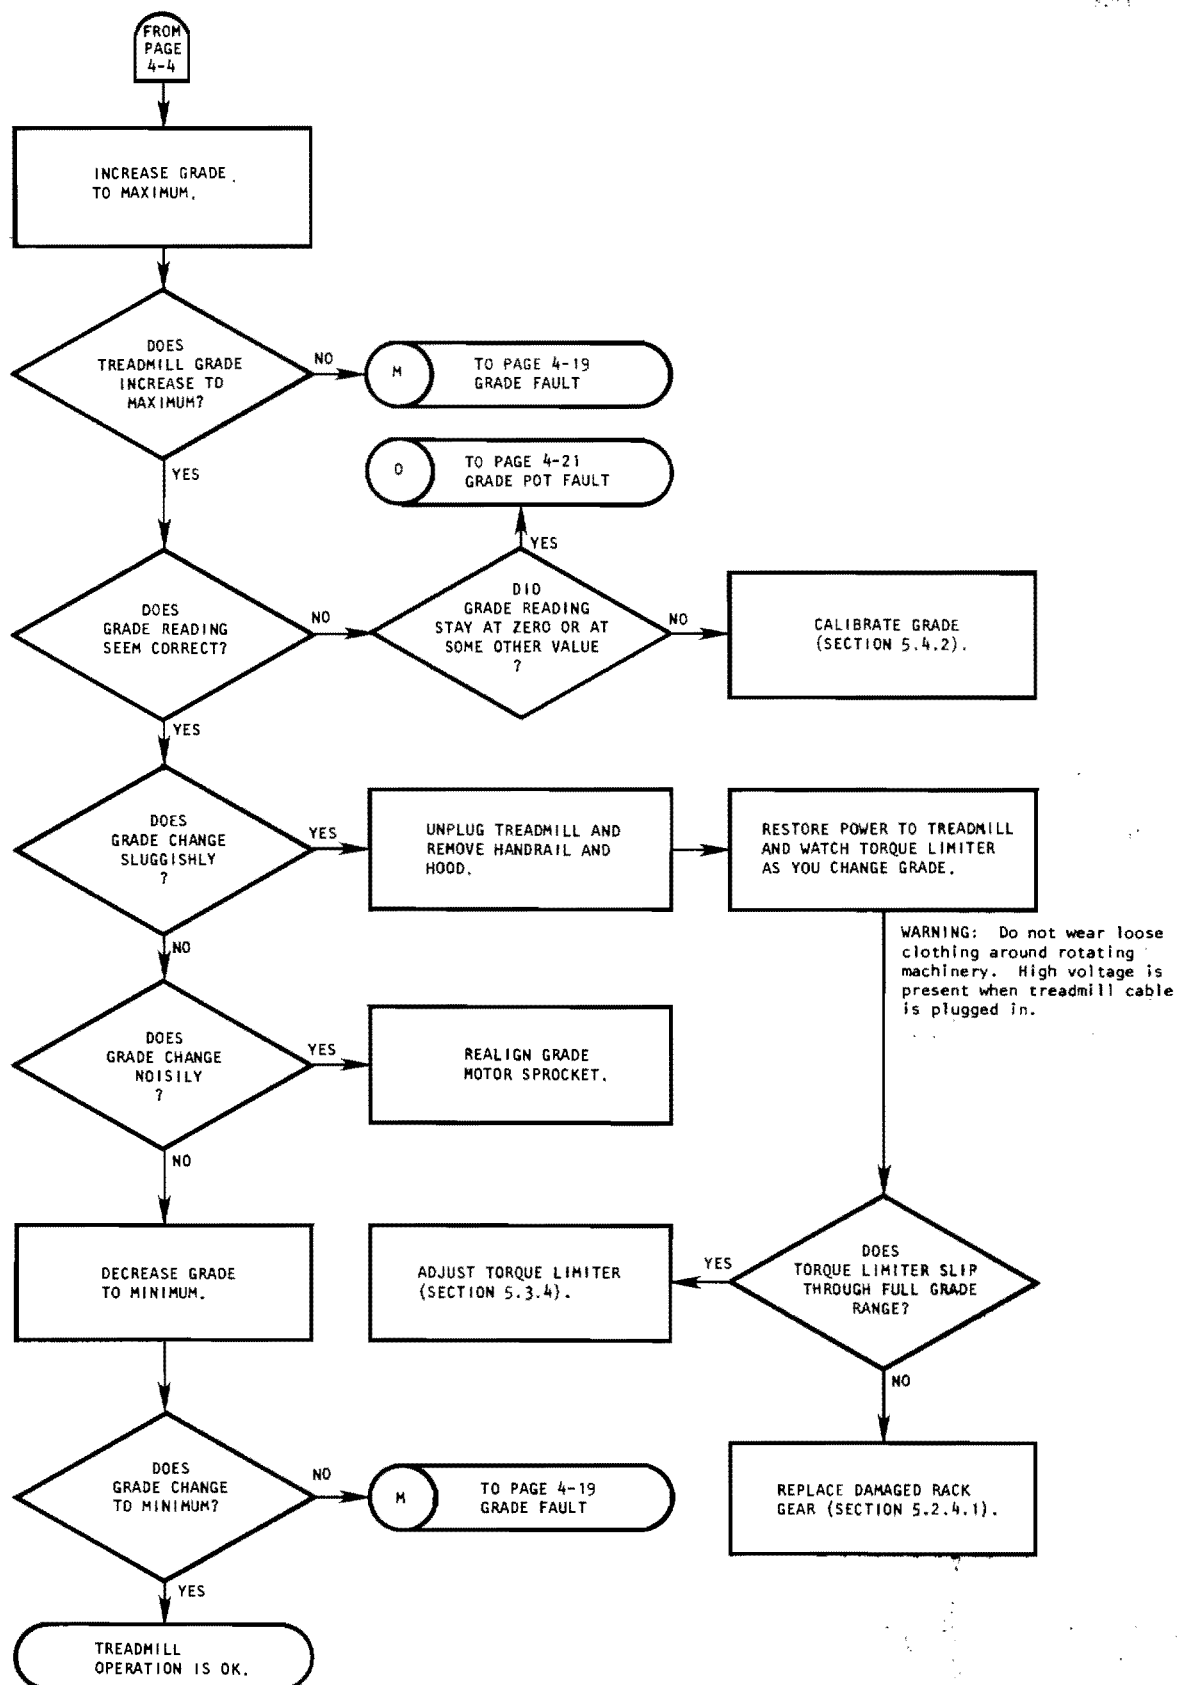 FROM
PAGE
4-4
INCREASE GRADE
TO MAXIMUM.
DOES
TREADMILL GRADE
INCREASE TO
MAXIMUM?
NO
M
TO PAGE 4-19
GRADE FAULT
YES
O
TO PAGE 4-21
GRADE POT FAULT
YES
DOES
GRADE READING
SEEM CORRECT?
NO
DID
GRADE READING
STAY AT ZERO OR AT
SOME OTHER VALUE
?
NO
CALIBRATE GRADE
(SECTION 5.4.2).
YES
DOES
GRADE CHANGE
SLUGGISHLY
?
YES
UNPLUG TREADMILL AND
REMOVE HANDRAIL AND
HOOD.
RESTORE POWER TO TREADMILL
AND WATCH TORQUE LIMITER
AS YOU CHANGE GRADE.
WARNING: Do not wear loose
clothing around rotating
machinery. High voltage is
present when treadmill cable
is plugged in.
NO
DOES
GRADE CHANGE
NOISILY
?
YES
REALIGN GRADE
MOTOR SPROCKET.
NO
DECREASE GRADE
TO MINIMUM.
ADJUST TORQUE LIMITER
(SECTION 5.3.4).
YES
DOES
TORQUE LIMITER SLIP
THROUGH FULL GRADE
RANGE?
NO
REPLACE DAMAGED RACK
GEAR (SECTION 5.2.4.1).
DOES
GRADE CHANGE
TO MINIMUM?
NO
M
TO PAGE 4-19
GRADE FAULT
YES
TREADMILL
OPERATION IS OK.